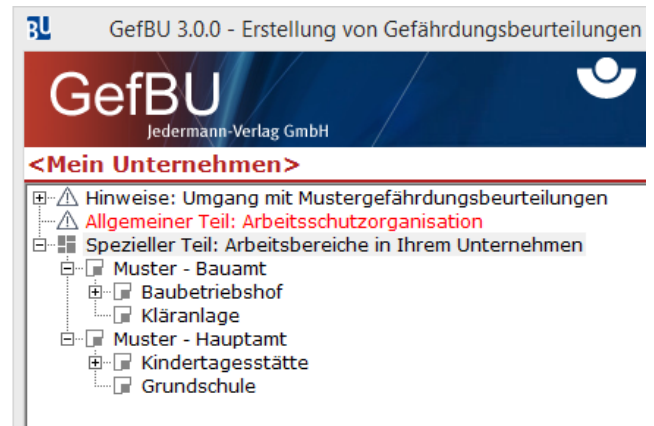 BU GefBU 3.0.0 - Erstellung von Gefährdungsbeurteilungen
GefBU
Jedermann-Verlag GmbH
<Mein Unternehmen>
Hinweise: Umgang mit Mustergefährdungsbeurteilungen
Allgemeiner Teil: Arbeitsschutzorganisation
Spezieller Teil: Arbeitsbereiche in Ihrem Unternehmen
Muster - Bauamt
Baubetriebshof
Kläranlage
Muster - Hauptamt
Kindertagesstätte
Grundschule